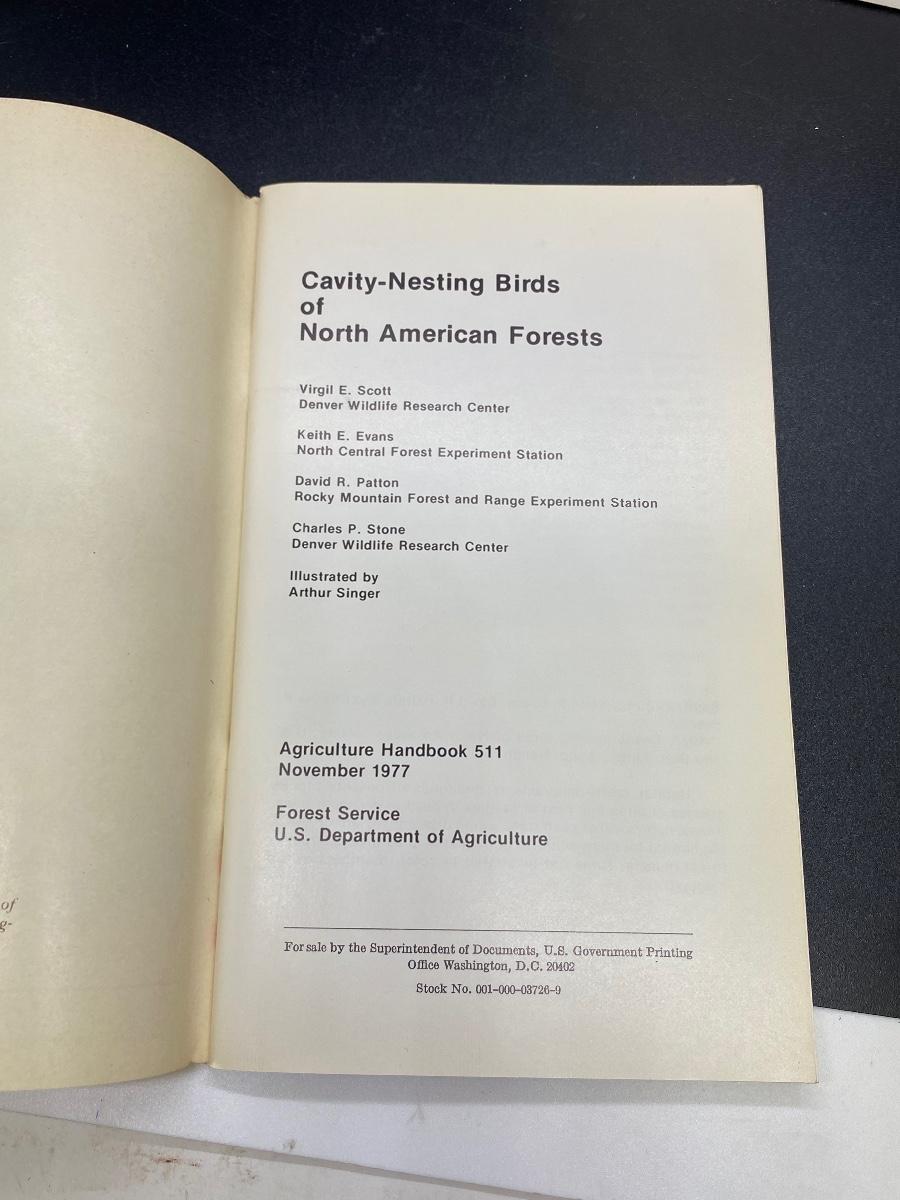 Cavity-Nesting Birds
of
North American Forests
Virgil E. Scott
Denver Wildlife Research Center
Keith E. Evans
North Central Forest Experiment Station
David R. Patton
Rocky Mountain Forest and Range Experiment Station
Charles P. Stone
Denver Wildlife Research Center
Illustrated by
Arthur Singer
Agriculture Handbook 511
November 1977
Forest Service
U.S. Department of Agriculture
of
g-
For sale by the Superintendent of Documents, U.S. Government Printing
Office Washington, D.C. 20402
Stock No. 001-000-03726-9